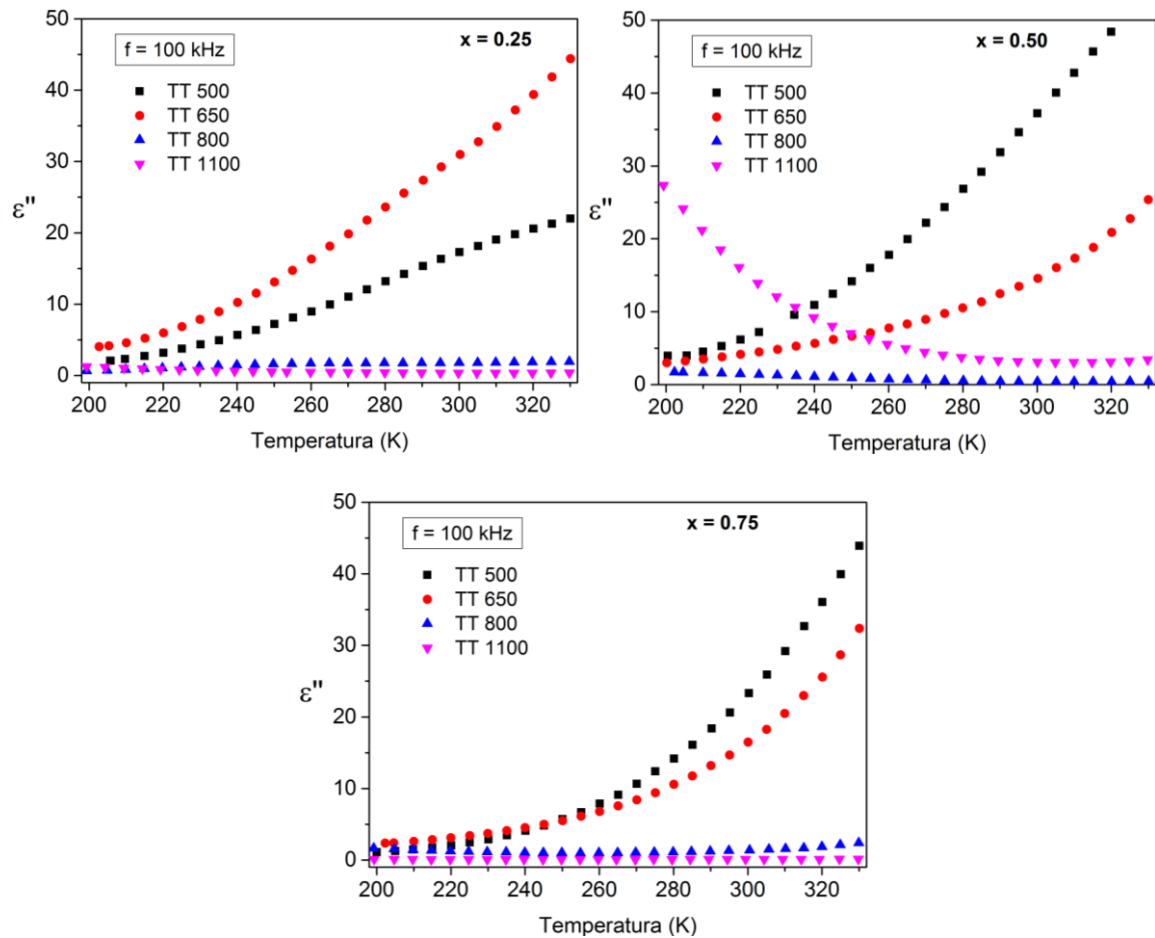 x = 0.25
f = 100 kHz
TT 500
TT 650
TT 800
TT 1100
ε"
50
40
30
20
10
0
200 220 240 260 280 300 320
Temperatura (K)
x = 0.50
f = 100 kHz
TT 500
TT 650
TT 800
TT 1100
ε"
50
40
30
20
10
0
200 220 240 260 280 300 320
Temperatura (K)
x = 0.75
f = 100 kHz
TT 500
TT 650
TT 800
TT 1100
ε"
50
40
30
20
10
0
200 220 240 260 280 300 320
Temperatura (K)